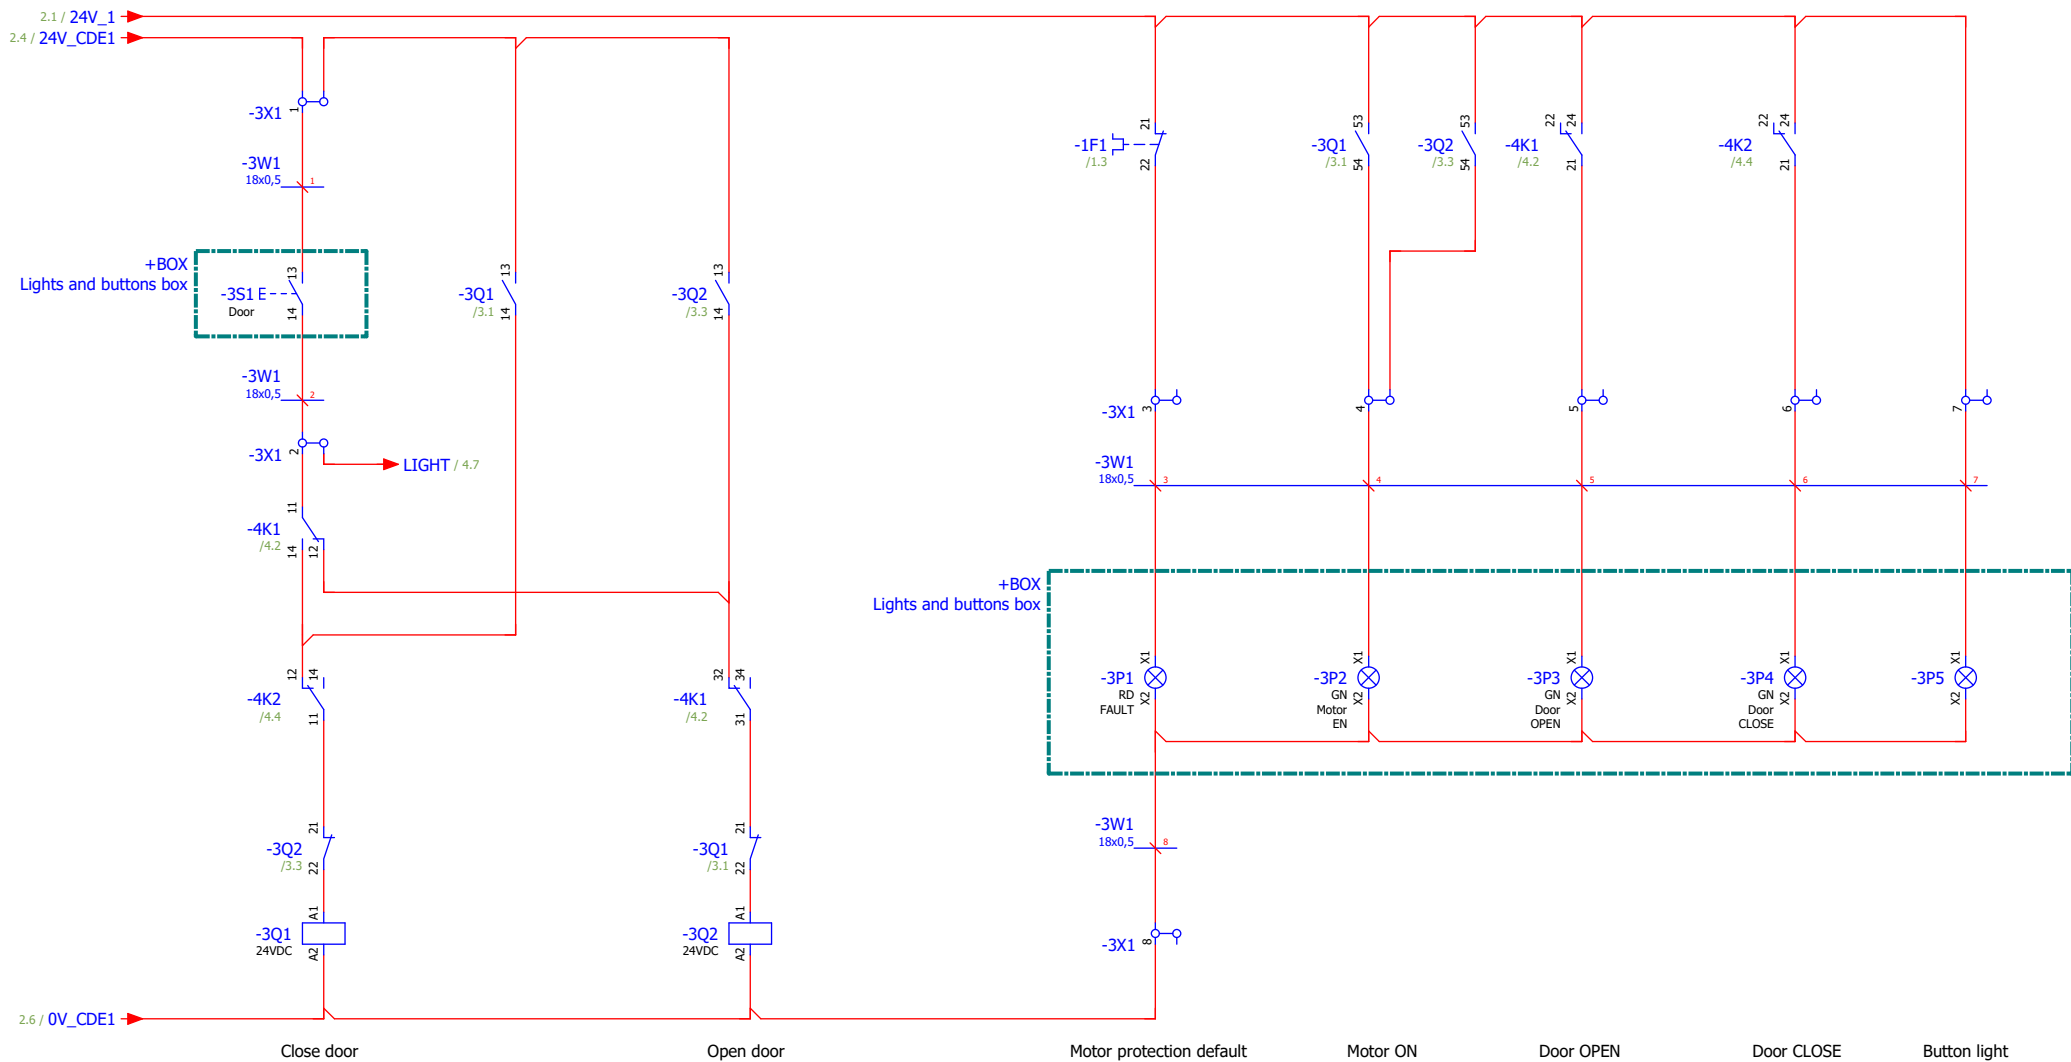 2.1 / 24V_1
2.4 / 24V_CDE1
-3X1 1
-3W1
18x0,5 1
+BOX
Lights and buttons box
-3S1
Door
13
14
-3Q1
/3.1
13
14
-3Q2
/3.3
13
14
-3W1
18x0,5 2
-3X1 2
LIGHT / 4.7
-4K1
/4.2
11
14 12
-4K2
/4.4
12 14
11
-4K1
/4.2
32 34
31
-3Q2
/3.3
21
22
-3Q1
/3.1
21
22
-3Q1
24VDC
A1
A2
-3Q2
24VDC
A1
A2
2.6 / 0V_CDE1
-1F1
/1.3
21
22
-3Q1
/3.1
53
54
-3Q2
/3.3
53
54
-4K1
/4.2
22 24
21
-4K2
/4.4
22 24
21
-3X1 3 4 5 6 7
-3W1
18x0,5 3 4 5 6 7
+BOX
Lights and buttons box
-3P1
RD
FAULT
X1
X2
-3P2
GN
Motor
EN
X1
X2
-3P3
GN
Door
OPEN
X1
X2
-3P4
GN
Door
CLOSE
X1
X2
-3P5
X1
X2
-3W1
18x0,5 8
-3X1 8
Close door Open door Motor protection default Motor ON Door OPEN Door CLOSE Button light